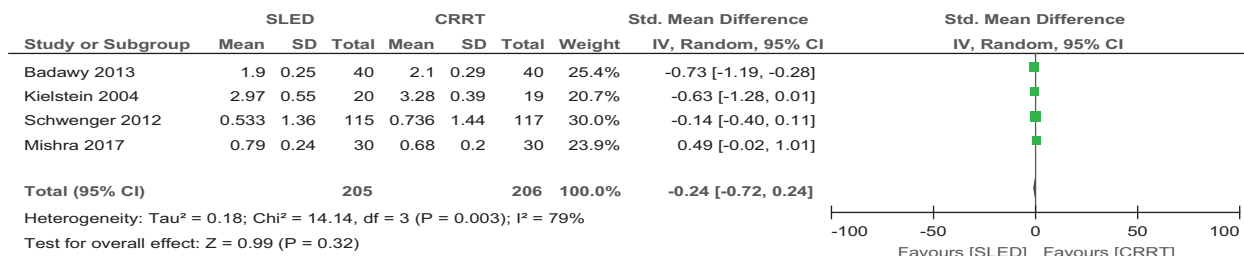 SLED CRRT Std. Mean Difference Std. Mean Difference
Study or Subgroup Mean SD Total Mean SD Total Weight IV, Random, 95% CI IV, Random, 95% CI
Badawy 2013 1.9 0.25 40 2.1 0.29 40 25.4% -0.73 [-1.19, -0.28]
Kielstein 2004 2.97 0.55 20 3.28 0.39 19 20.7% -0.63 [-1.28, 0.01]
Schwenger 2012 0.533 1.36 115 0.736 1.44 117 30.0% -0.14 [-0.40, 0.11]
Mishra 2017 0.79 0.24 30 0.68 0.2 30 23.9% 0.49 [-0.02, 1.01]
Total (95% CI) 205 206 100.0% -0.24 [-0.72, 0.24]
Heterogeneity: Tau² = 0.18; Chi² = 14.14, df = 3 (P = 0.003); I² = 79%
Test for overall effect: Z = 0.99 (P = 0.32)
-100 -50 0 50 100
Favours [SLED] Favours [CRRT]